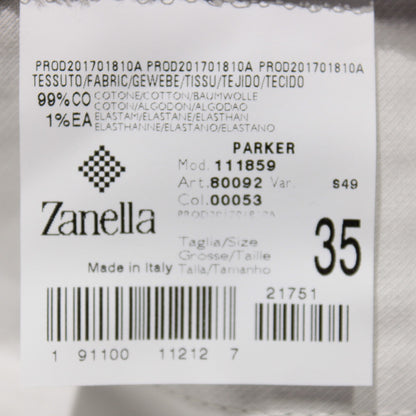 PROD201701810A PROD201701810A PROD201701810A
TESSUTO/FABRIC/GEWEBE/TISSU/TEJIDO/TECIDO
99%CO COTONE/COTTON/BAUMWOLLE
COTON/ALGODON/ALGODAO
1%EA ELASTAM/ELASTANE/ELASTHAN
ELASTHANNE/ELASTANO/ELASTANO
PARKER
Mod. 111859
Art. 80092 Var. S49
Col. 00053
PROD201701810A
Zanella
Taglia/Size
Grosse/Taille
Talla/Tamanho
35
Made in Italy
21751
1 91100 11212 7